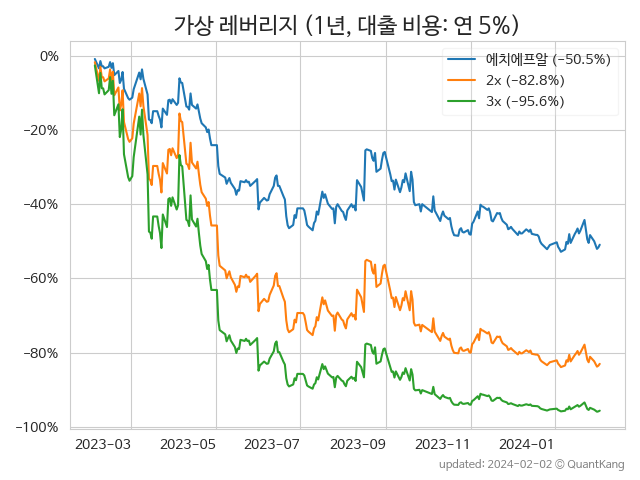 가상 레버리지 (1년, 대출 비용: 연 5%)
에치에프알 (−50.5%)
2x (−82.8%)
3x (−95.6%)
0%
−20%
−40%
−60%
−80%
−100%
2023-03 2023-05 2023-07 2023-09 2023-11 2024-01
updated: 2024-02-02 © QuantKang